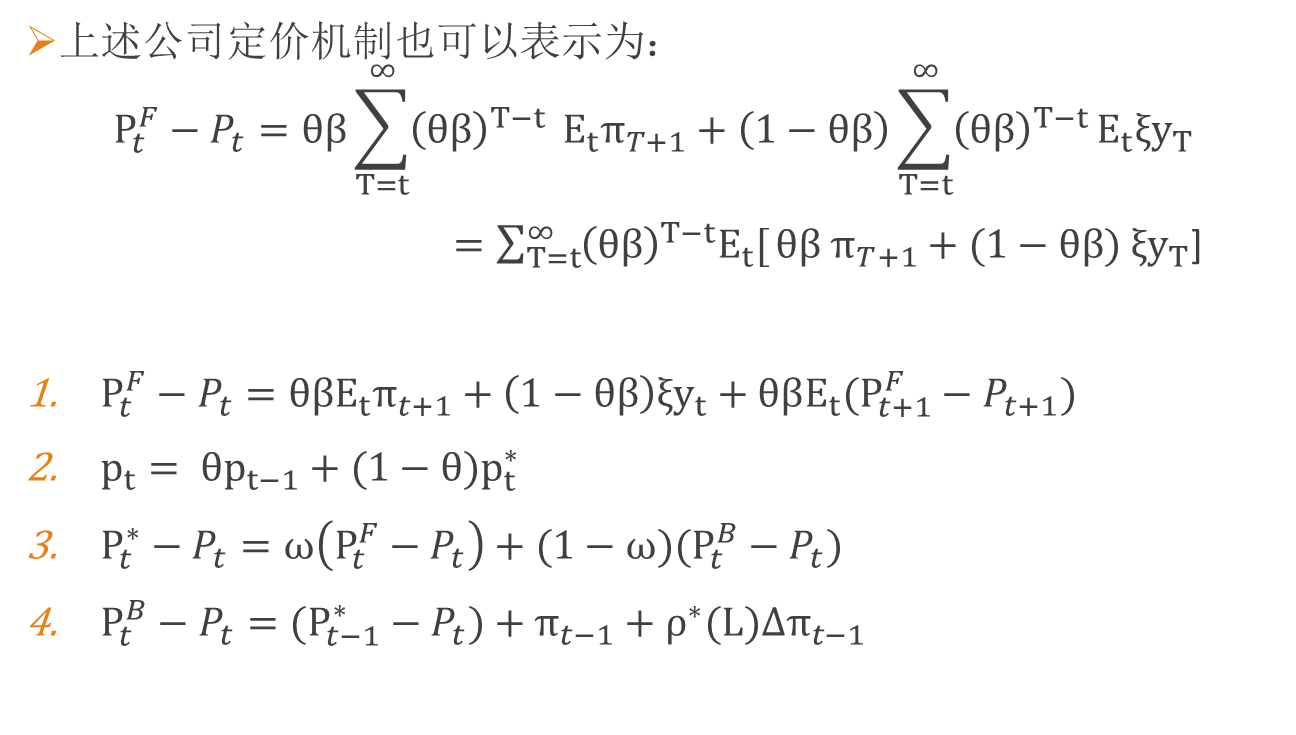 ➢上述公司定价机制也可以表示为：
P_t^F − P_t = θβ ∑_{T=t}^{∞} (θβ)^{T−t} E_t π_{T+1} + (1 − θβ) ∑_{T=t}^{∞} (θβ)^{T−t} E_t ξy_T
= ∑_{T=t}^{∞} (θβ)^{T−t} E_t[ θβ π_{T+1} + (1 − θβ) ξy_T]
1. P_t^F − P_t = θβE_t π_{t+1} + (1 − θβ)ξy_t + θβE_t(P_{t+1}^F − P_{t+1})
2. p_t = θp_{t−1} + (1 − θ)p_t^*
3. P_t^* − P_t = ω(P_t^F − P_t) + (1 − ω)(P_t^B − P_t)
4. P_t^B − P_t = (P_{t−1}^* − P_t) + π_{t−1} + ρ^*(L)Δπ_{t−1}